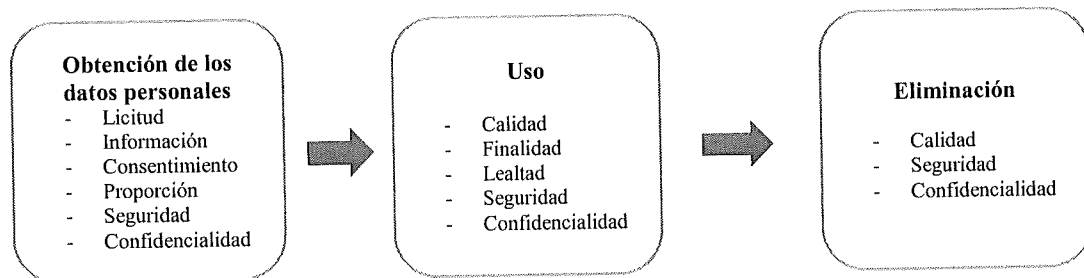 Obtención de los
datos personales
- Licitud
- Información
- Consentimiento
- Proporción
- Seguridad
- Confidencialidad
Uso
- Calidad
- Finalidad
- Lealtad
- Seguridad
- Confidencialidad
Eliminación
- Calidad
- Seguridad
- Confidencialidad